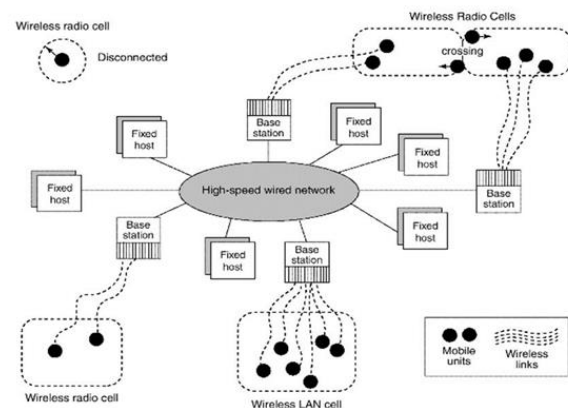 Wireless radio cell
Disconnected
Wireless Radio Cells
crossing
Base
station
Fixed
host
Fixed
host
Fixed
host
Base
station
Fixed
host
High-speed wired network
Base
station
Fixed
host
Base
station
Fixed
host
Wireless radio cell
Wireless LAN cell
Mobile
units
Wireless
links